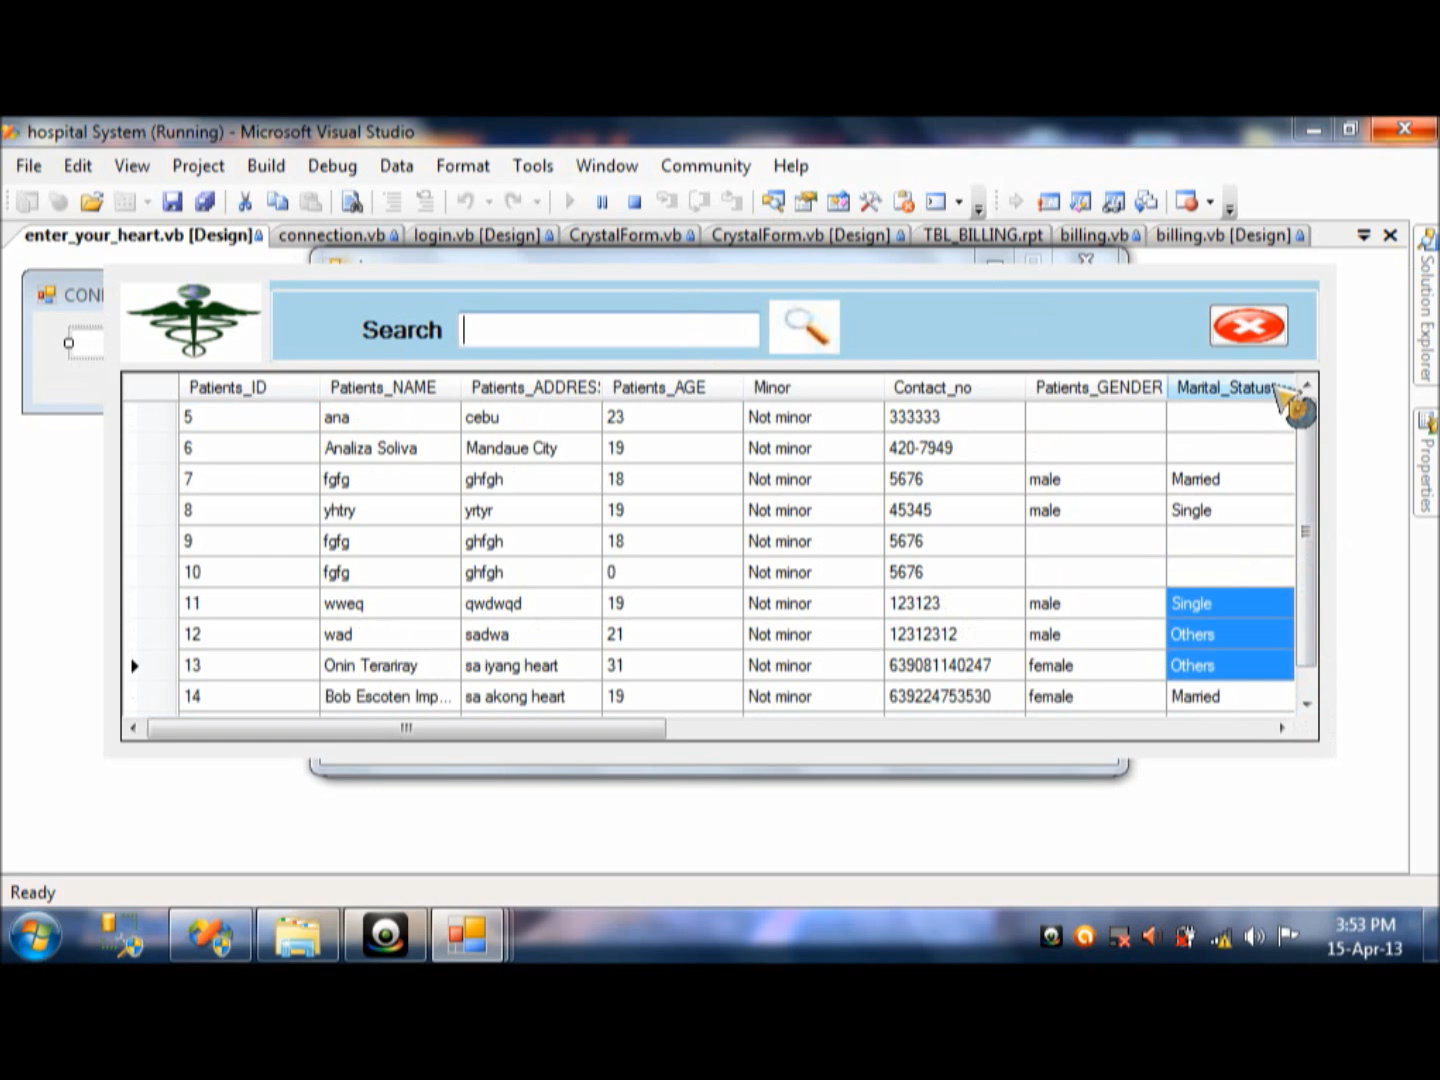 hospital System (Running) - Microsoft Visual Studio
File Edit View Project Build Debug Data Format Tools Window Community Help
enter_your_heart.vb [Design] connection.vb login.vb [Design] CrystalForm.vb CrystalForm.vb [Design] TBL_BILLING.rpt billing.vb billing.vb [Design]
Solution Explorer
Properties
Search
Patients_ID Patients_NAME Patients_ADDRES Patients_AGE Minor Contact_no Patients_GENDER Marital_Status
5 ana cebu 23 Not minor 333333
6 Analiza Soliva Mandaue City 19 Not minor 420-7949
7 fgfg ghfgh 18 Not minor 5676 male Married
8 yhtry yrtyr 19 Not minor 45345 male Single
9 fgfg ghfgh 18 Not minor 5676
10 fgfg ghfgh 0 Not minor 5676
11 wweq qwdwqd 19 Not minor 123123 male Single
12 wad sadwa 21 Not minor 12312312 male Others
13 Onin Terariray sa iyang heart 31 Not minor 639081140247 female Others
14 Bob Escoten Imp... sa akong heart 19 Not minor 639224753530 female Married
Ready
3:53 PM
15-Apr-13